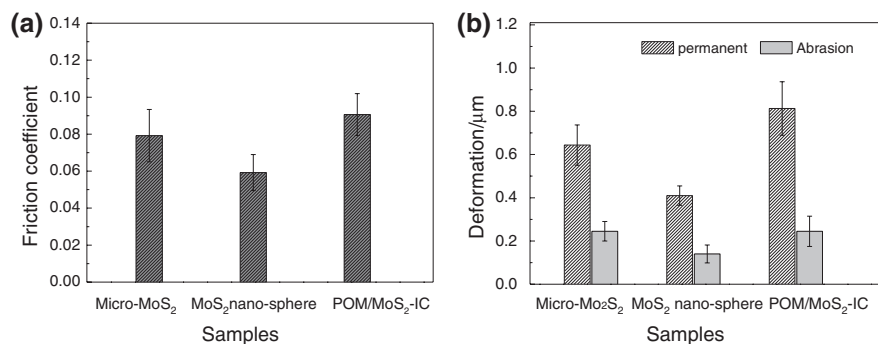 (a)
0.14
0.12
0.10
0.08
0.06
0.04
0.02
0.00
Friction coefficient
Micro-MoS₂ MoS₂nano-sphere POM/MoS₂-IC
Samples
(b)
1.2
1.0
0.8
0.6
0.4
0.2
0.0
Deformation/μm
permanent Abrasion
Micro-Mo₂S₂ MoS₂ nano-sphere POM/MoS₂-IC
Samples